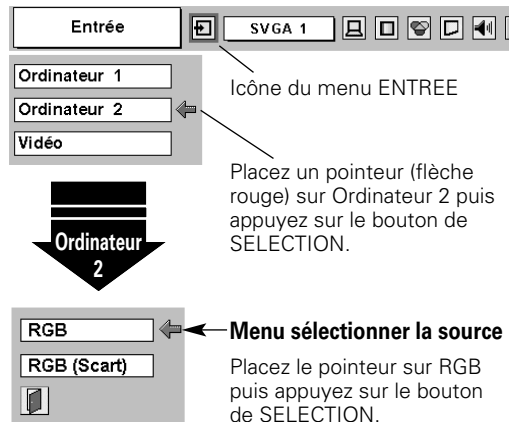 Entrée
SVGA 1
Ordinateur 1
Ordinateur 2
Vidéo
Icône du menu ENTREE
Placez un pointeur (flèche
rouge) sur Ordinateur 2 puis
appuyez sur le bouton de
SELECTION.
Ordinateur
2
RGB
RGB (Scart)
Menu sélectionner la source
Placez le pointeur sur RGB
puis appuyez sur le bouton
de SELECTION.